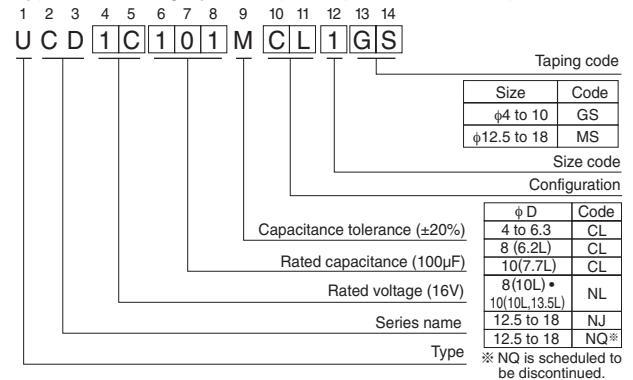 1 2 3 4 5 6 7 8 9 10 11 12 13 14
U C D 1 C 1 0 1 M C L 1 G S
Taping code
Size Code
ϕ4 to 10 GS
ϕ12.5 to 18 MS
Size code
Configuration
ϕ D Code
4 to 6.3 CL
8 (6.2L) CL
10(7.7L) CL
8(10L) •
10(10L,13.5L) NL
12.5 to 18 NJ
12.5 to 18 NQ※
※ NQ is scheduled to
be discontinued.
Capacitance tolerance (±20%)
Rated capacitance (100µF)
Rated voltage (16V)
Series name
Type